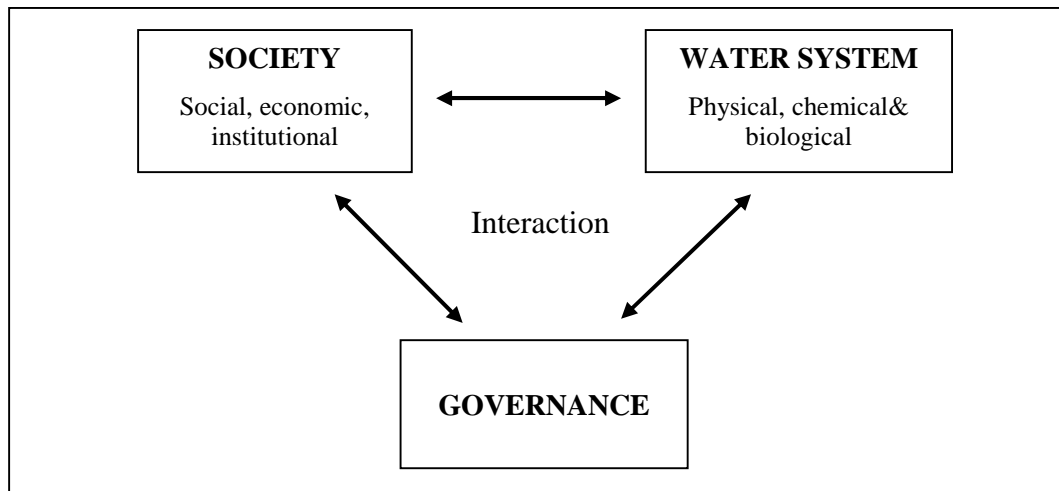 SOCIETY
Social, economic,
institutional
WATER SYSTEM
Physical, chemical&
biological
Interaction
GOVERNANCE